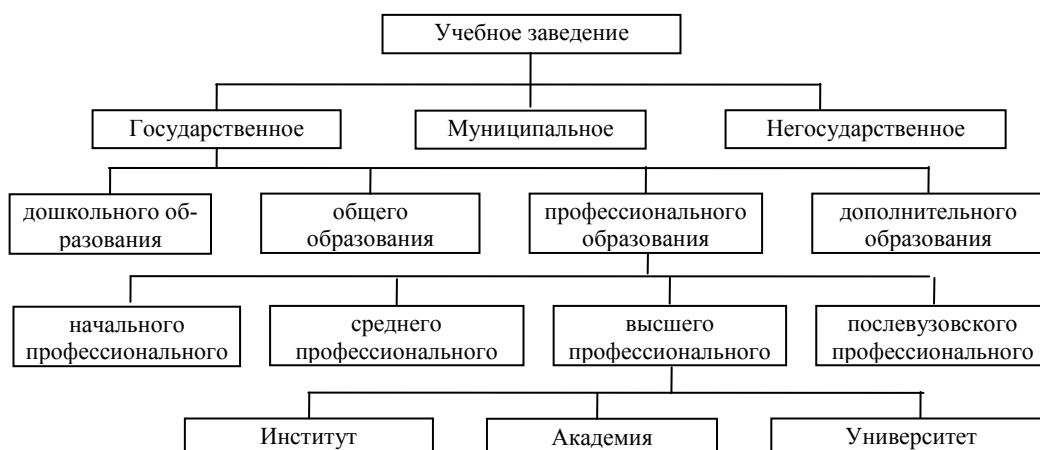 Учебное заведение
Государственное
Муниципальное
Негосударственное
дошкольного об-
разования
общего
образования
профессионального
образования
дополнительного
образования
начального
профессионального
среднего
профессионального
высшего
профессионального
послевузовского
профессионального
Институт
Академия
Университет